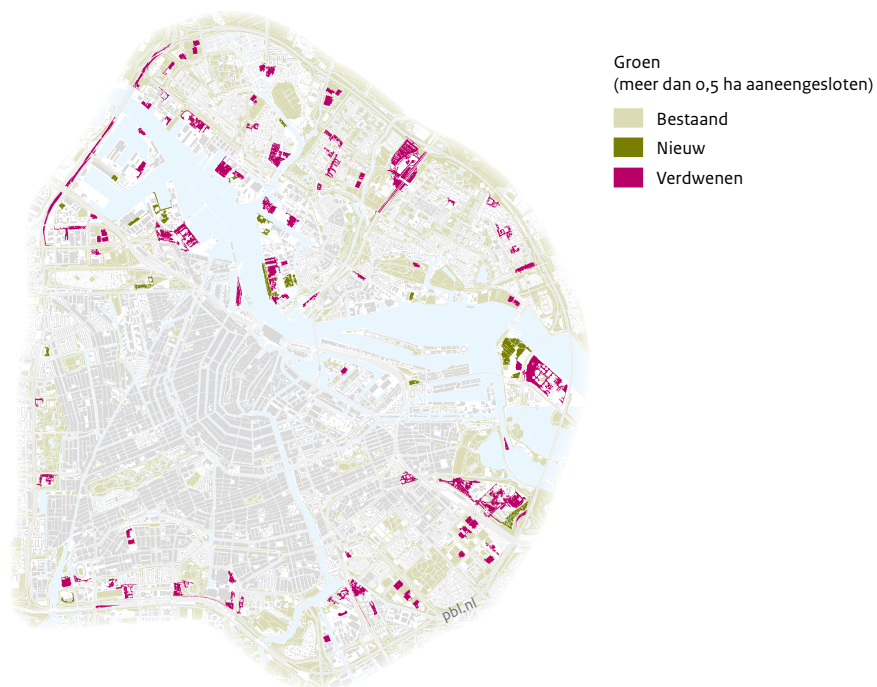 Groen
(meer dan 0,5 ha aaneengesloten)
Bestaand
Nieuw
Verdwenen
pbl.nl